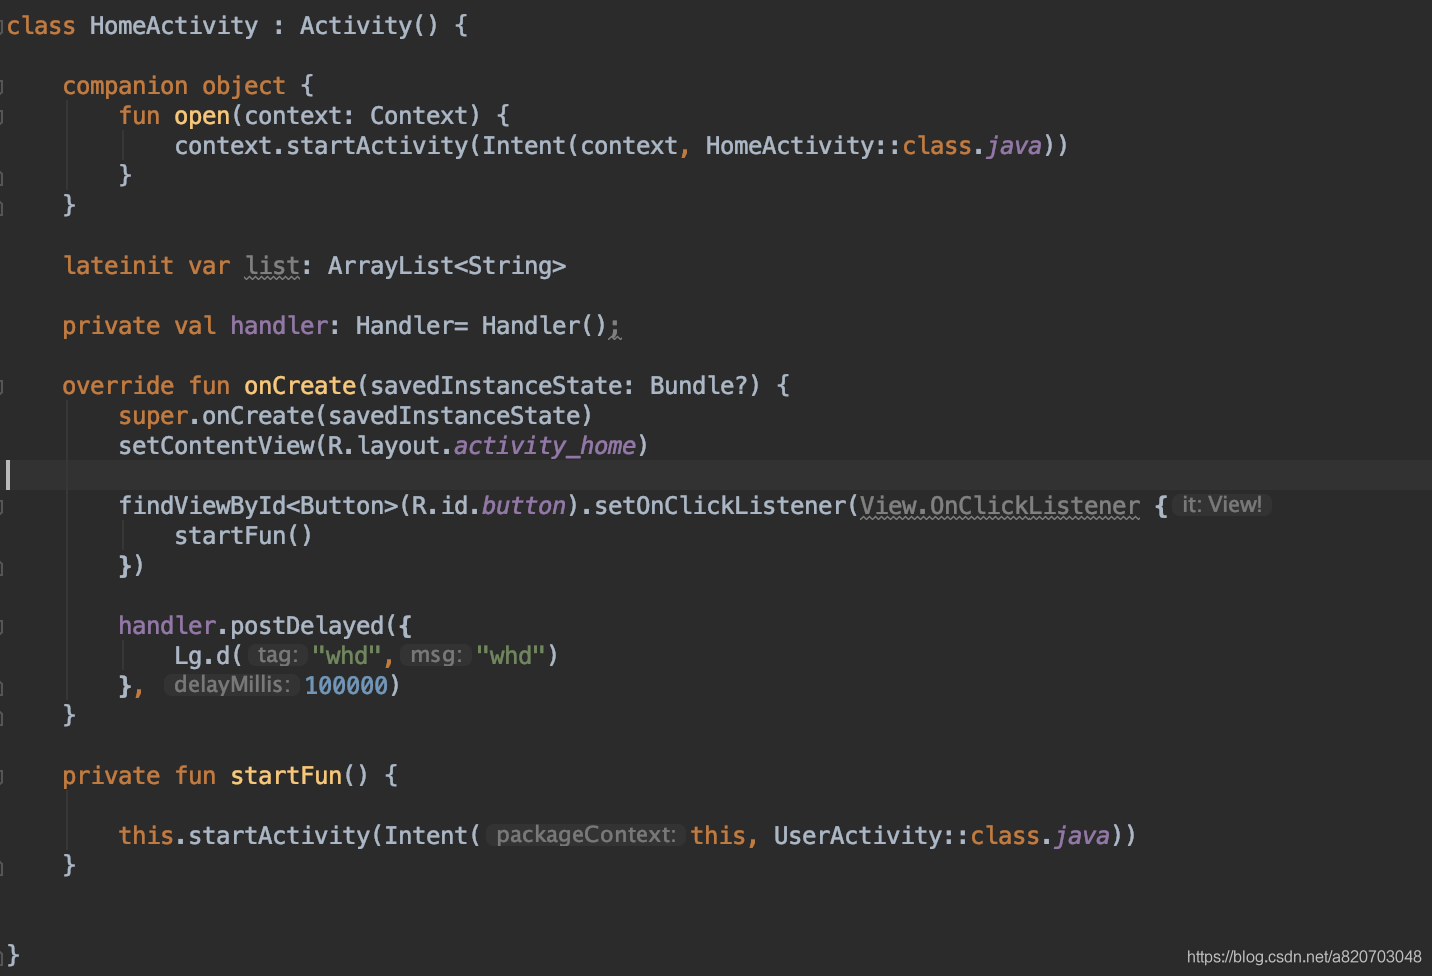 class HomeActivity : Activity() {
companion object {
fun open(context: Context) {
context.startActivity(Intent(context, HomeActivity::class.java))
}
}
lateinit var list: ArrayList<String>
private val handler: Handler= Handler();
override fun onCreate(savedInstanceState: Bundle?) {
super.onCreate(savedInstanceState)
setContentView(R.layout.activity_home)
findViewById<Button>(R.id.button).setOnClickListener(View.OnClickListener { it: View!
startFun()
})
handler.postDelayed({
Lg.d( tag: "whd", msg: "whd")
}, delayMillis: 100000)
}
private fun startFun() {
this.startActivity(Intent( packageContext: this, UserActivity::class.java))
}
}
https://blog.csdn.net/a820703048